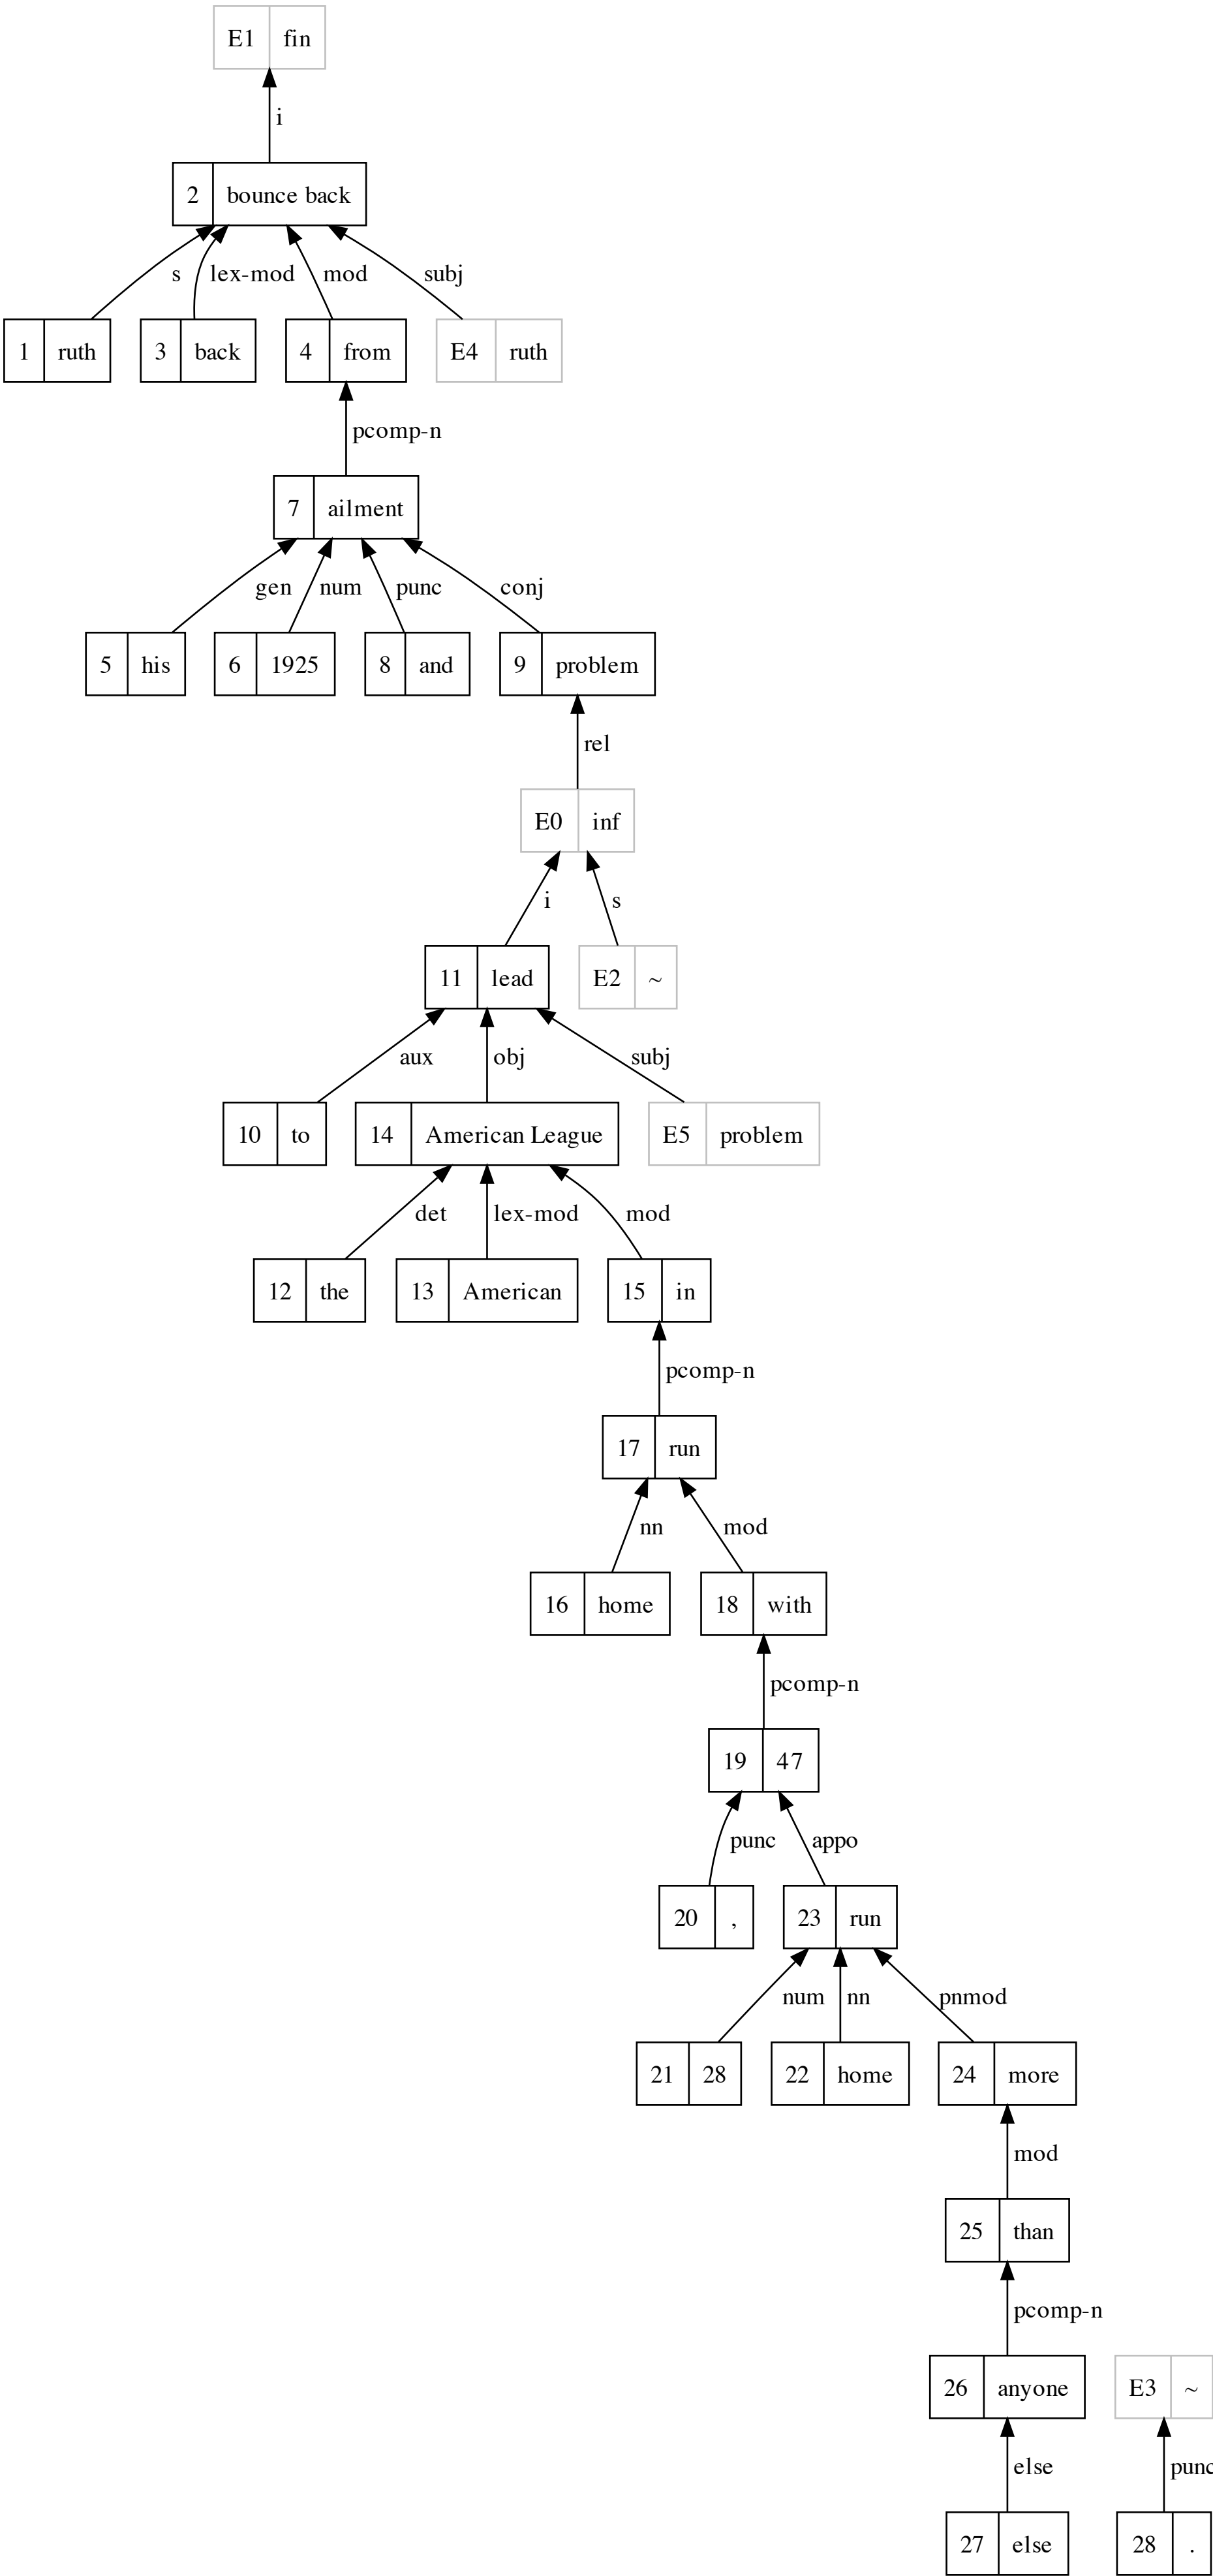 E1 fin
i
2 bounce back
s lex-mod mod subj
1 ruth 3 back 4 from E4 ruth
pcomp-n
7 ailment
gen num punc conj
5 his 6 1925 8 and 9 problem
rel
E0 inf
i s
11 lead E2 ~
aux obj subj
10 to 14 American League E5 problem
det lex-mod mod
12 the 13 American 15 in
pcomp-n
17 run
nn mod
16 home 18 with
pcomp-n
19 47
punc appo
20 , 23 run
num nn pnmod
21 28 22 home 24 more
mod
25 than
pcomp-n
26 anyone E3 ~
else punc
27 else 28 .